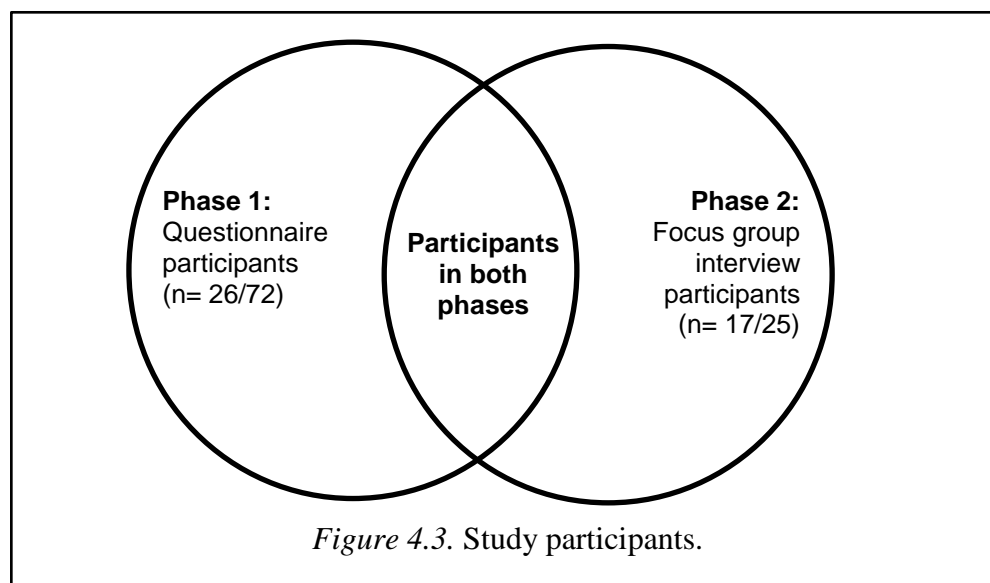 Phase 1:
Questionnaire
participants
(n= 26/72)
Participants
in both
phases
Phase 2:
Focus group
interview
participants
(n= 17/25)
Figure 4.3. Study participants.